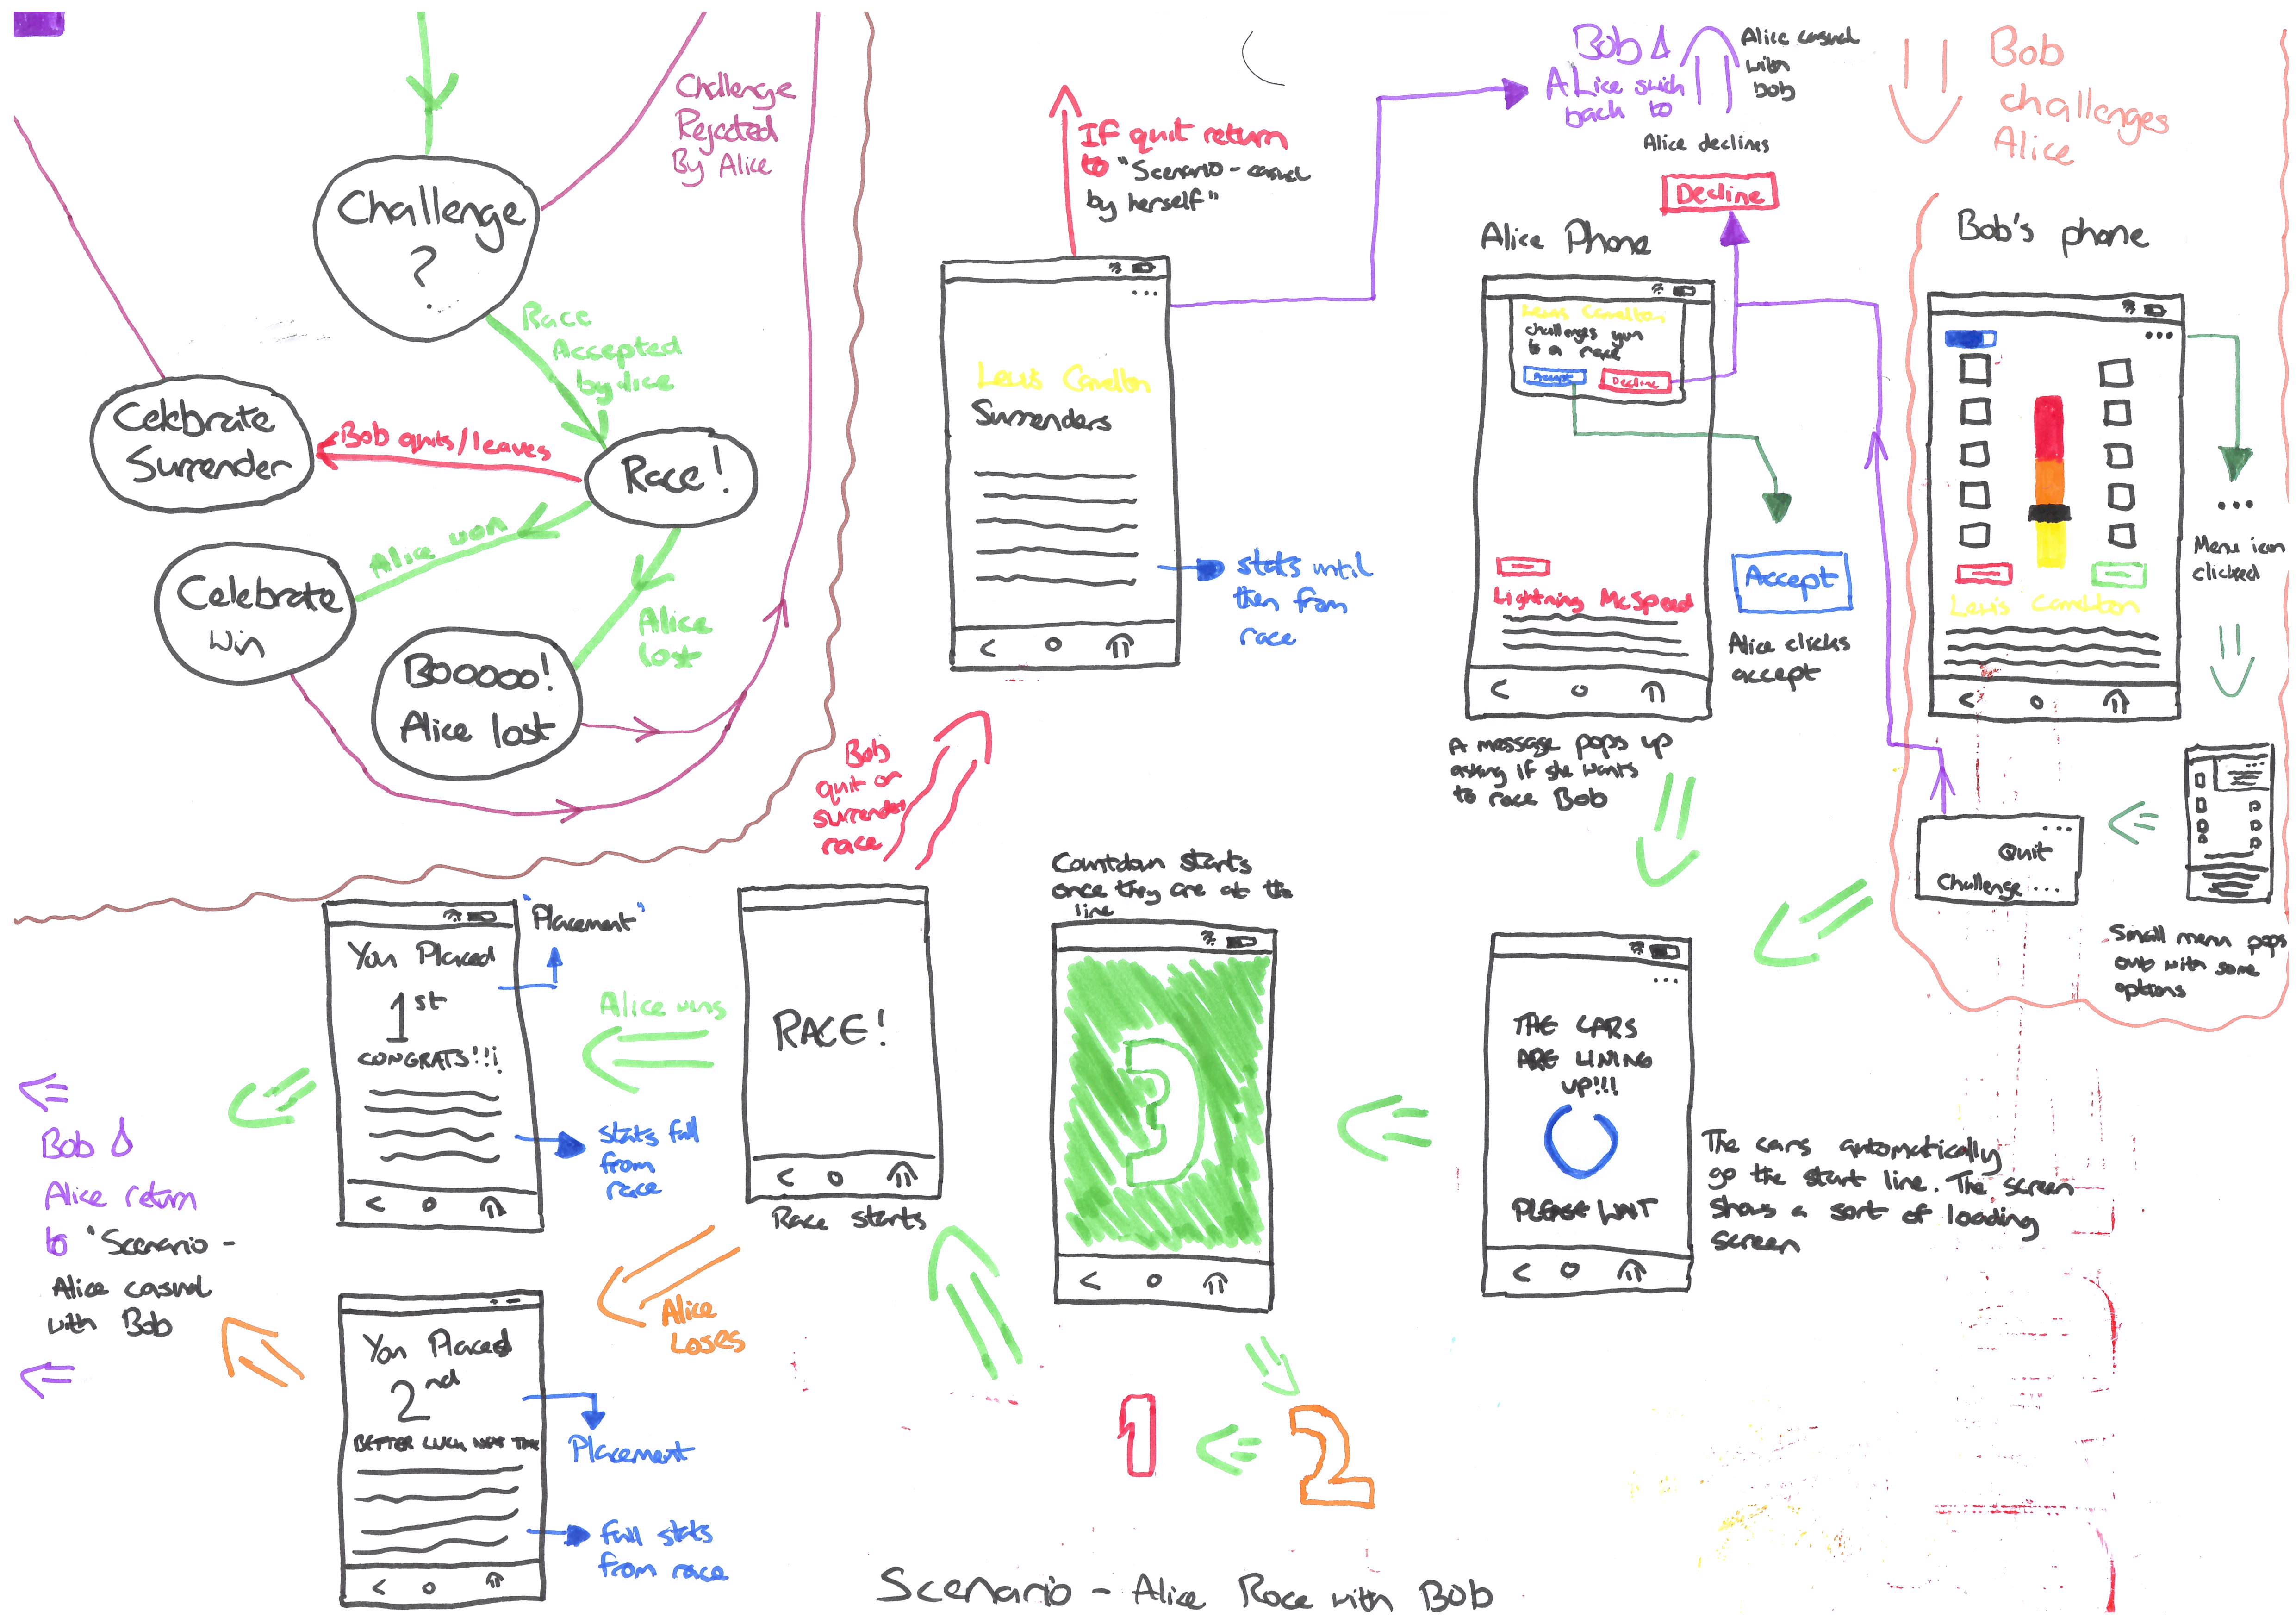 Challenge
Rejected
By Alice
Challenge
?
Race
Accepted
by Alice
Celebrate
Surrender
Bob quits/leaves
Race!
Alice won
Celebrate
Win
Alice
lost
BOOOOO!
Alice lost
IF quit return
to "Scenario - casual
by herself"
Lewis Camelton
Surrenders
stats until
then from
race
Bob
quit or
surrender
race
Bob &
Alice swich
back to
Alice casual
with
bob
Alice declines
Decline
Alice Phone
Lewis Camelton
challenges you
to a race
Accept
Decline
Lightning McSpeed
Accept
Alice clicks
accept
A message pops up
asking if she wants
to race Bob
Bob
challenges
Alice
Bob's phone
Lewis Camelton
...
Menu icon
clicked
Quit
Challenge ...
Small menu pops
out with some
options
THE CARS
ARE LINING
UP!!!
PLEASE WAIT
The cars automatically
go the start line. The screen
shows a sort of loading
screen
Countdown starts
once they are at the
line
3
2
1
RACE!
Race starts
Alice wins
You Placed
1st
CONGRATS!!!
"Placement"
stats full
from
race
Alice
Loses
You Placed
2nd
BETTER LUCK NEXT TIME
Placement
full stats
from race
Bob &
Alice return
to "Scenario -
Alice casual
with Bob
Scenario - Alice Race with Bob